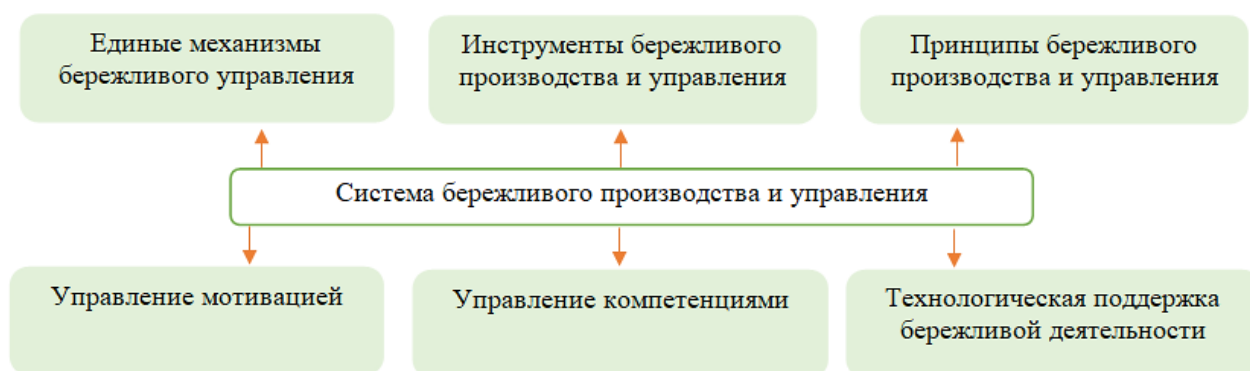 Единые механизмы
бережливого управления
Инструменты бережливого
производства и управления
Принципы бережливого
производства и управления
Система бережливого производства и управления
Управление мотивацией
Управление компетенциями
Технологическая поддержка
бережливой деятельности